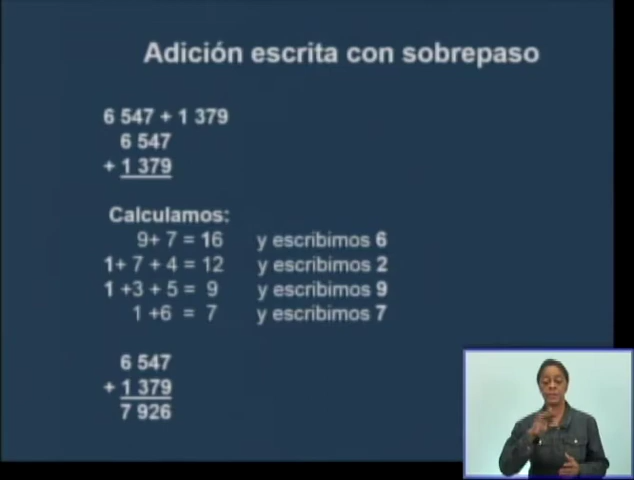 Adición escrita con sobrepaso
6 547 + 1 379
6 547
+ 1 379
Calculamos:
9+ 7 = 16 y escribimos 6
1+ 7 + 4 = 12 y escribimos 2
1 +3 + 5 = 9 y escribimos 9
1 +6 = 7 y escribimos 7
6 547
+ 1 379
7 926